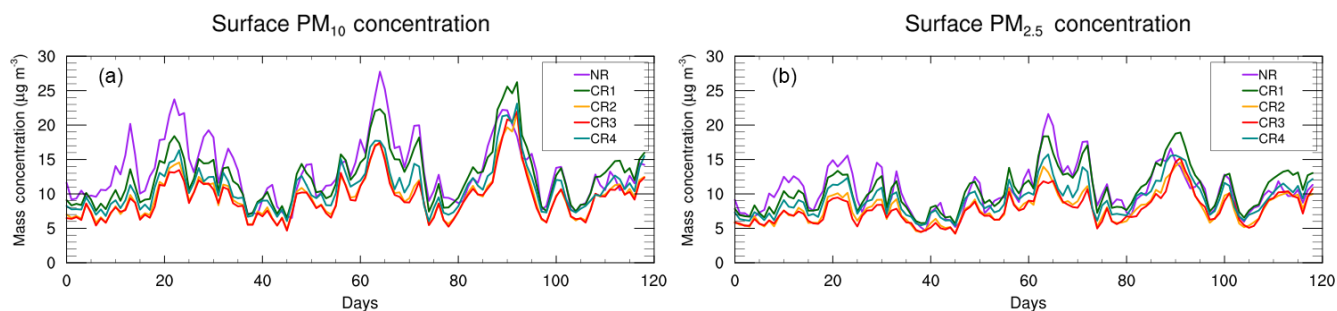 Surface PM10 concentration
Mass concentration (µg m-3)
30
25
20
15
10
5
0
(a)
NR
CR1
CR2
CR3
CR4
0 20 40 60 80 100 120
Days
Surface PM2.5 concentration
Mass concentration (µg m-3)
30
25
20
15
10
5
0
(b)
NR
CR1
CR2
CR3
CR4
0 20 40 60 80 100 120
Days